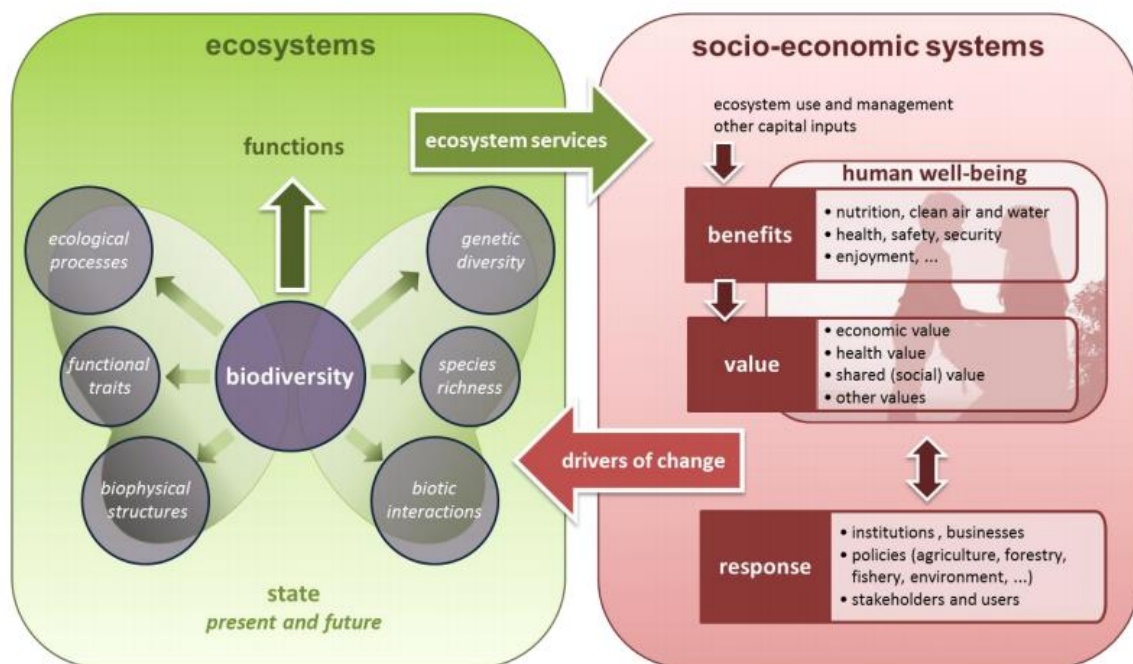 ecosystems
functions
ecological
processes
genetic
diversity
functional
traits
biodiversity
species
richness
biophysical
structures
biotic
interactions
state
present and future
ecosystem services
drivers of change
socio-economic systems
ecosystem use and management
other capital inputs
human well-being
benefits
• nutrition, clean air and water
• health, safety, security
• enjoyment, ...
value
• economic value
• health value
• shared (social) value
• other values
response
• institutions , businesses
• policies (agriculture, forestry,
fishery, environment, ...)
• stakeholders and users